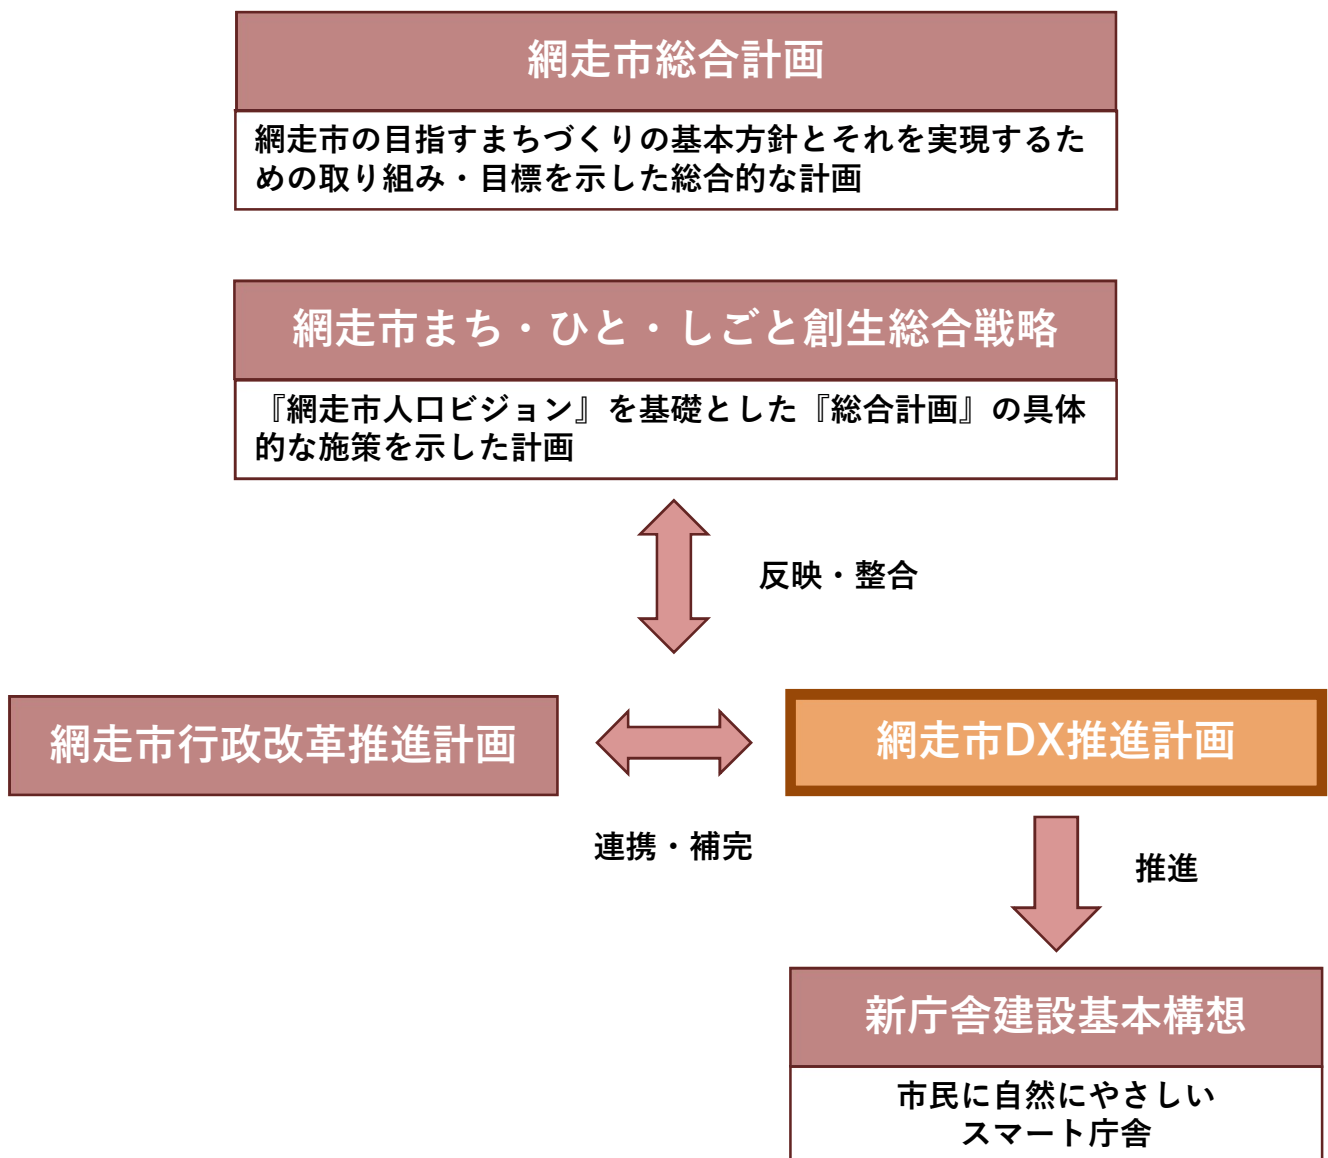 網走市総合計画
網走市の目指すまちづくりの基本方針とそれを実現するた
めの取り組み・目標を示した総合的な計画
網走市まち・ひと・しごと創生総合戦略
『網走市人口ビジョン』を基礎とした『総合計画』の具体
的な施策を示した計画
反映・整合
網走市行政改革推進計画
網走市DX推進計画
連携・補完
推進
新庁舎建設基本構想
市民に自然にやさしい
スマート庁舎